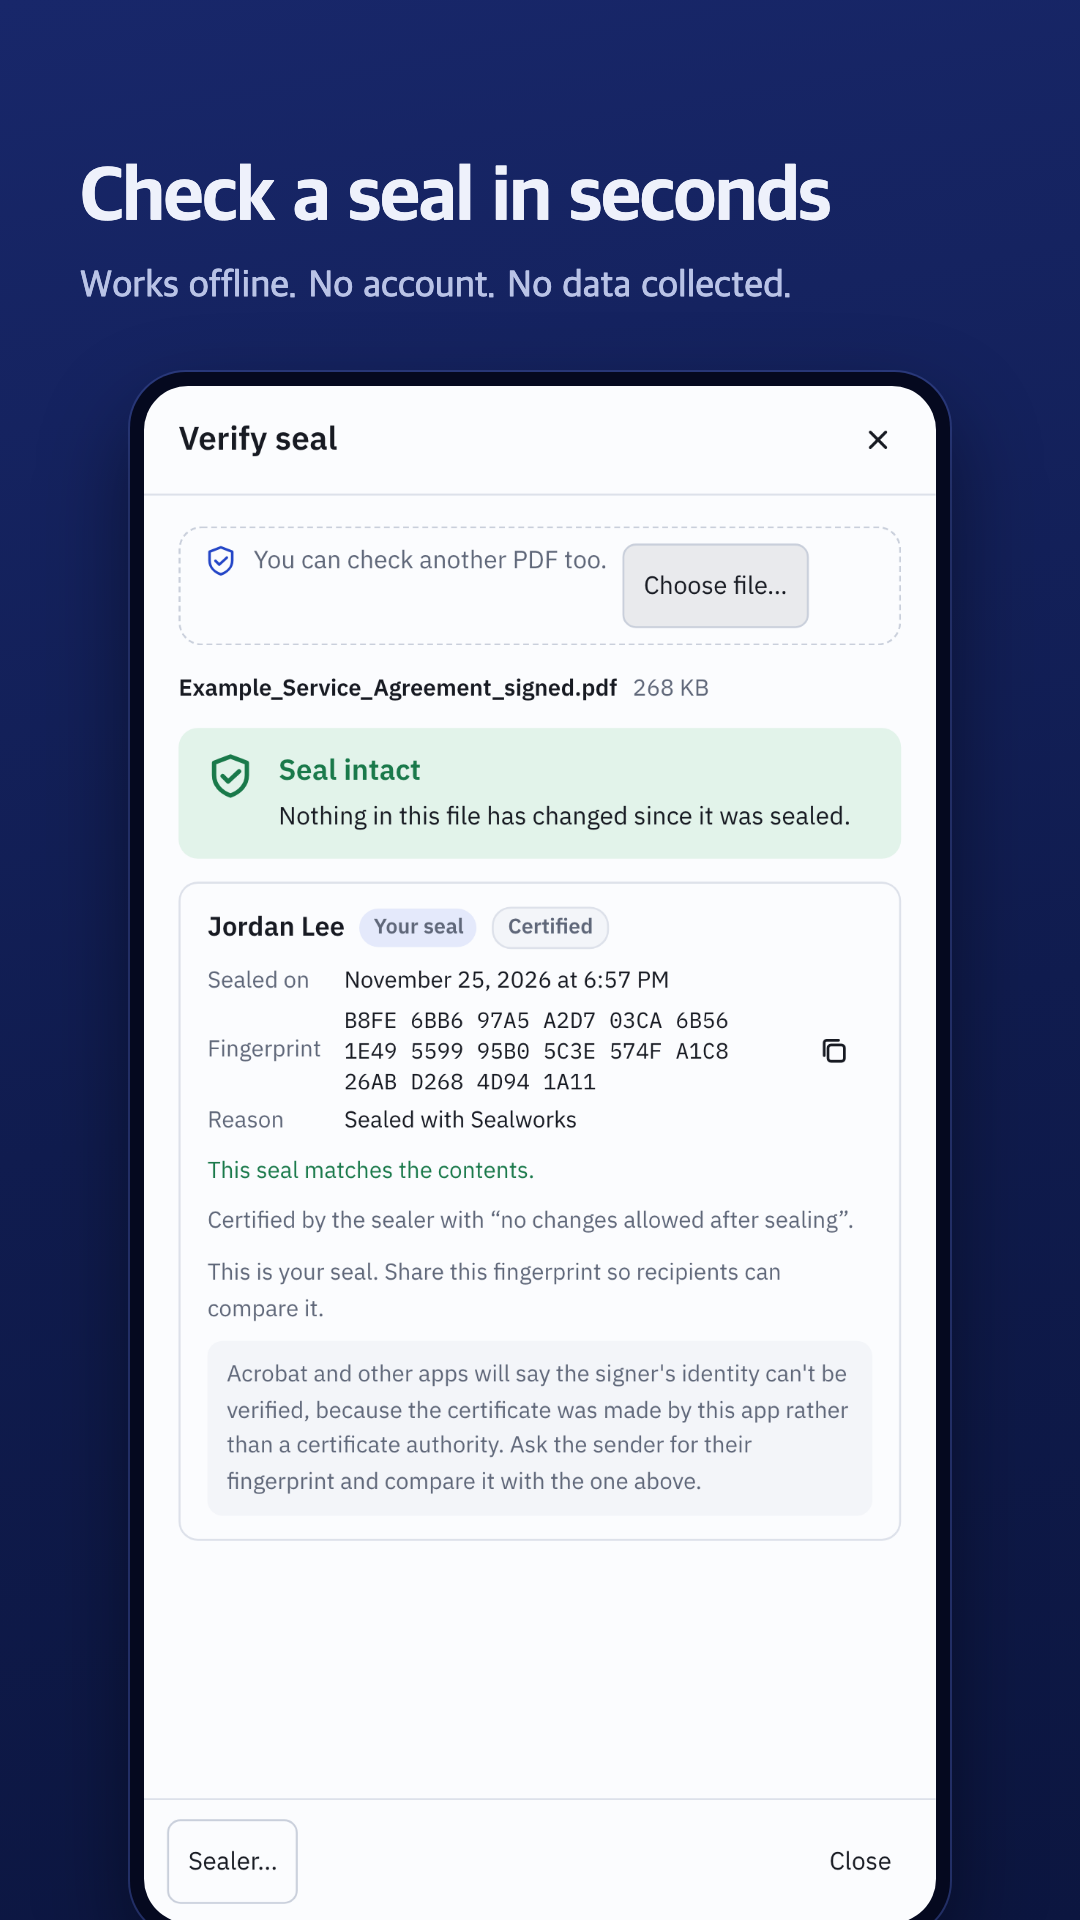 Check a seal in seconds
Works offline. No account. No data collected.
Verify seal
You can check another PDF too.
Choose file...
Example_Service_Agreement_signed.pdf 268 KB
Seal intact
Nothing in this file has changed since it was sealed.
Jordan Lee Your seal Certified
Sealed on November 25, 2026 at 6:57 PM
Fingerprint B8FE 6BB6 97A5 A2D7 03CA 6B56
1E49 5599 95B0 5C3E 574F A1C8
26AB D268 4D94 1A11
Reason Sealed with Sealworks
This seal matches the contents.
Certified by the sealer with “no changes allowed after sealing”.
This is your seal. Share this fingerprint so recipients can
compare it.
Acrobat and other apps will say the signer's identity can't be
verified, because the certificate was made by this app rather
than a certificate authority. Ask the sender for their
fingerprint and compare it with the one above.
Sealer... Close